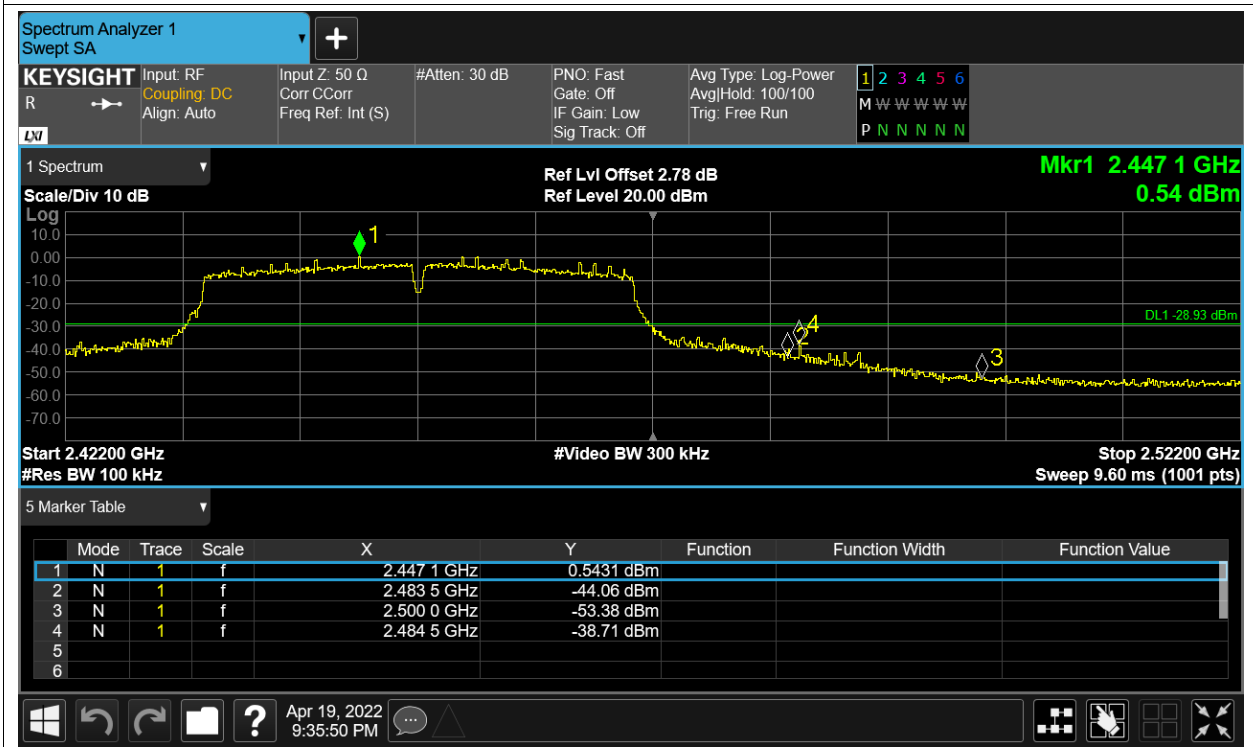 Spectrum Analyzer 1
Swept SA
+
KEYSIGHT Input: RF Input Z: 50 Ω #Atten: 30 dB PNO: Fast Avg Type: Log-Power 1 2 3 4 5 6
R Coupling: DC Corr CCorr Gate: Off Avg|Hold: 100/100 M W W W W W
Align: Auto Freq Ref: Int (S) IF Gain: Low Trig: Free Run
LXI Sig Track: Off P N N N N N
1 Spectrum Ref Lvl Offset 2.78 dB Mkr1 2.447 1 GHz
Scale/Div 10 dB Ref Level 20.00 dBm 0.54 dBm
Log
10.0
0.00
-10.0
-20.0
-30.0
-40.0
-50.0
-60.0
-70.0
1
2
4
3
DL1 -28.93 dBm
Start 2.42200 GHz #Video BW 300 kHz Stop 2.52200 GHz
#Res BW 100 kHz Sweep 9.60 ms (1001 pts)
5 Marker Table
Mode Trace Scale X Y Function Function Width Function Value
1 N 1 f 2.447 1 GHz 0.5431 dBm
2 N 1 f 2.483 5 GHz -44.06 dBm
3 N 1 f 2.500 0 GHz -53.38 dBm
4 N 1 f 2.484 5 GHz -38.71 dBm
5
6
? Apr 19, 2022
9:35:50 PM